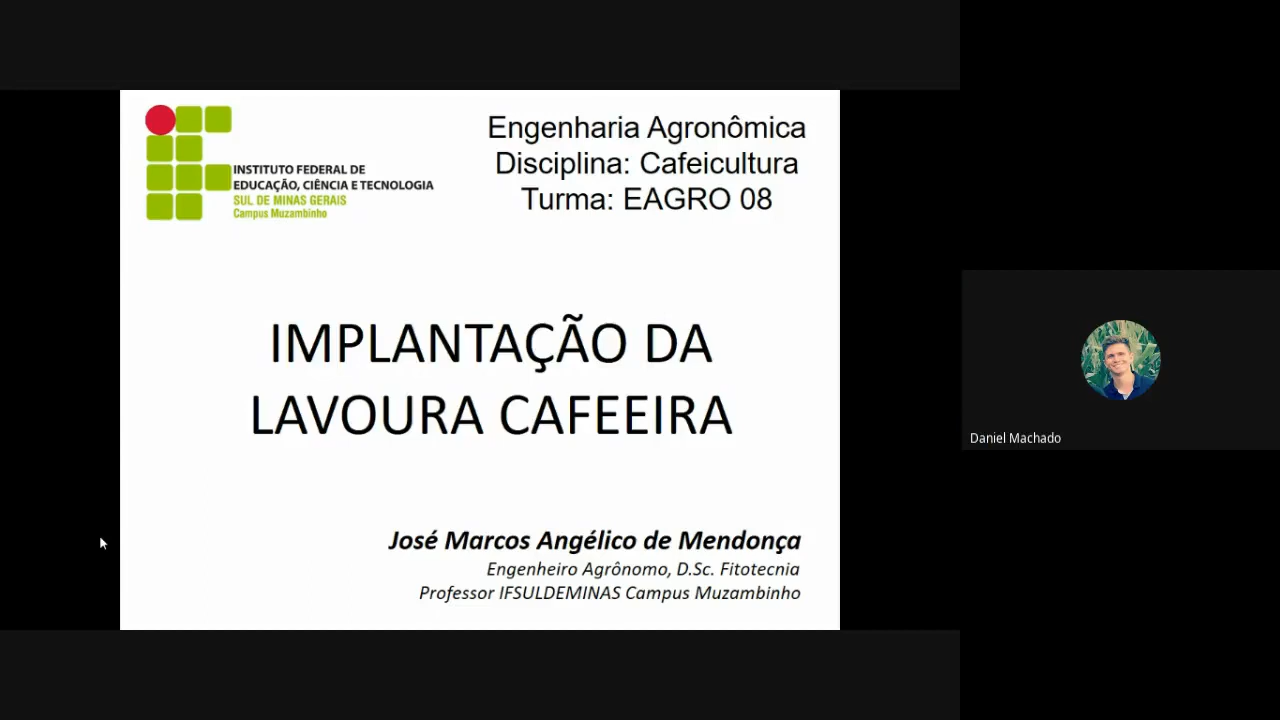 INSTITUTO FEDERAL DE
EDUCAÇÃO, CIÊNCIA E TECNOLOGIA
SUL DE MINAS GERAIS
Campus Muzambinho
Engenharia Agronômica
Disciplina: Cafeicultura
Turma: EAGRO 08
IMPLANTAÇÃO DA
LAVOURA CAFEEIRA
José Marcos Angélico de Mendonça
Engenheiro Agrônomo, D.Sc. Fitotecnia
Professor IFSULDEMINAS Campus Muzambinho
Daniel Machado